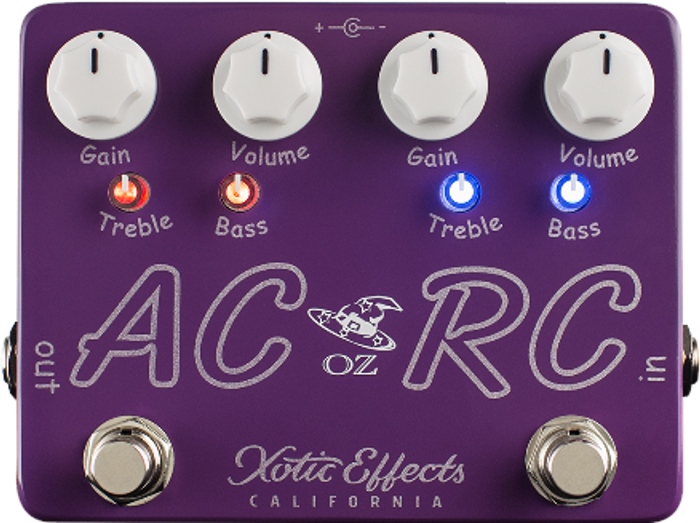 + -
Gain Volume Gain Volume
Treble Bass Treble Bass
AC OZ RC
out in
Xotic Effects
CALIFORNIA